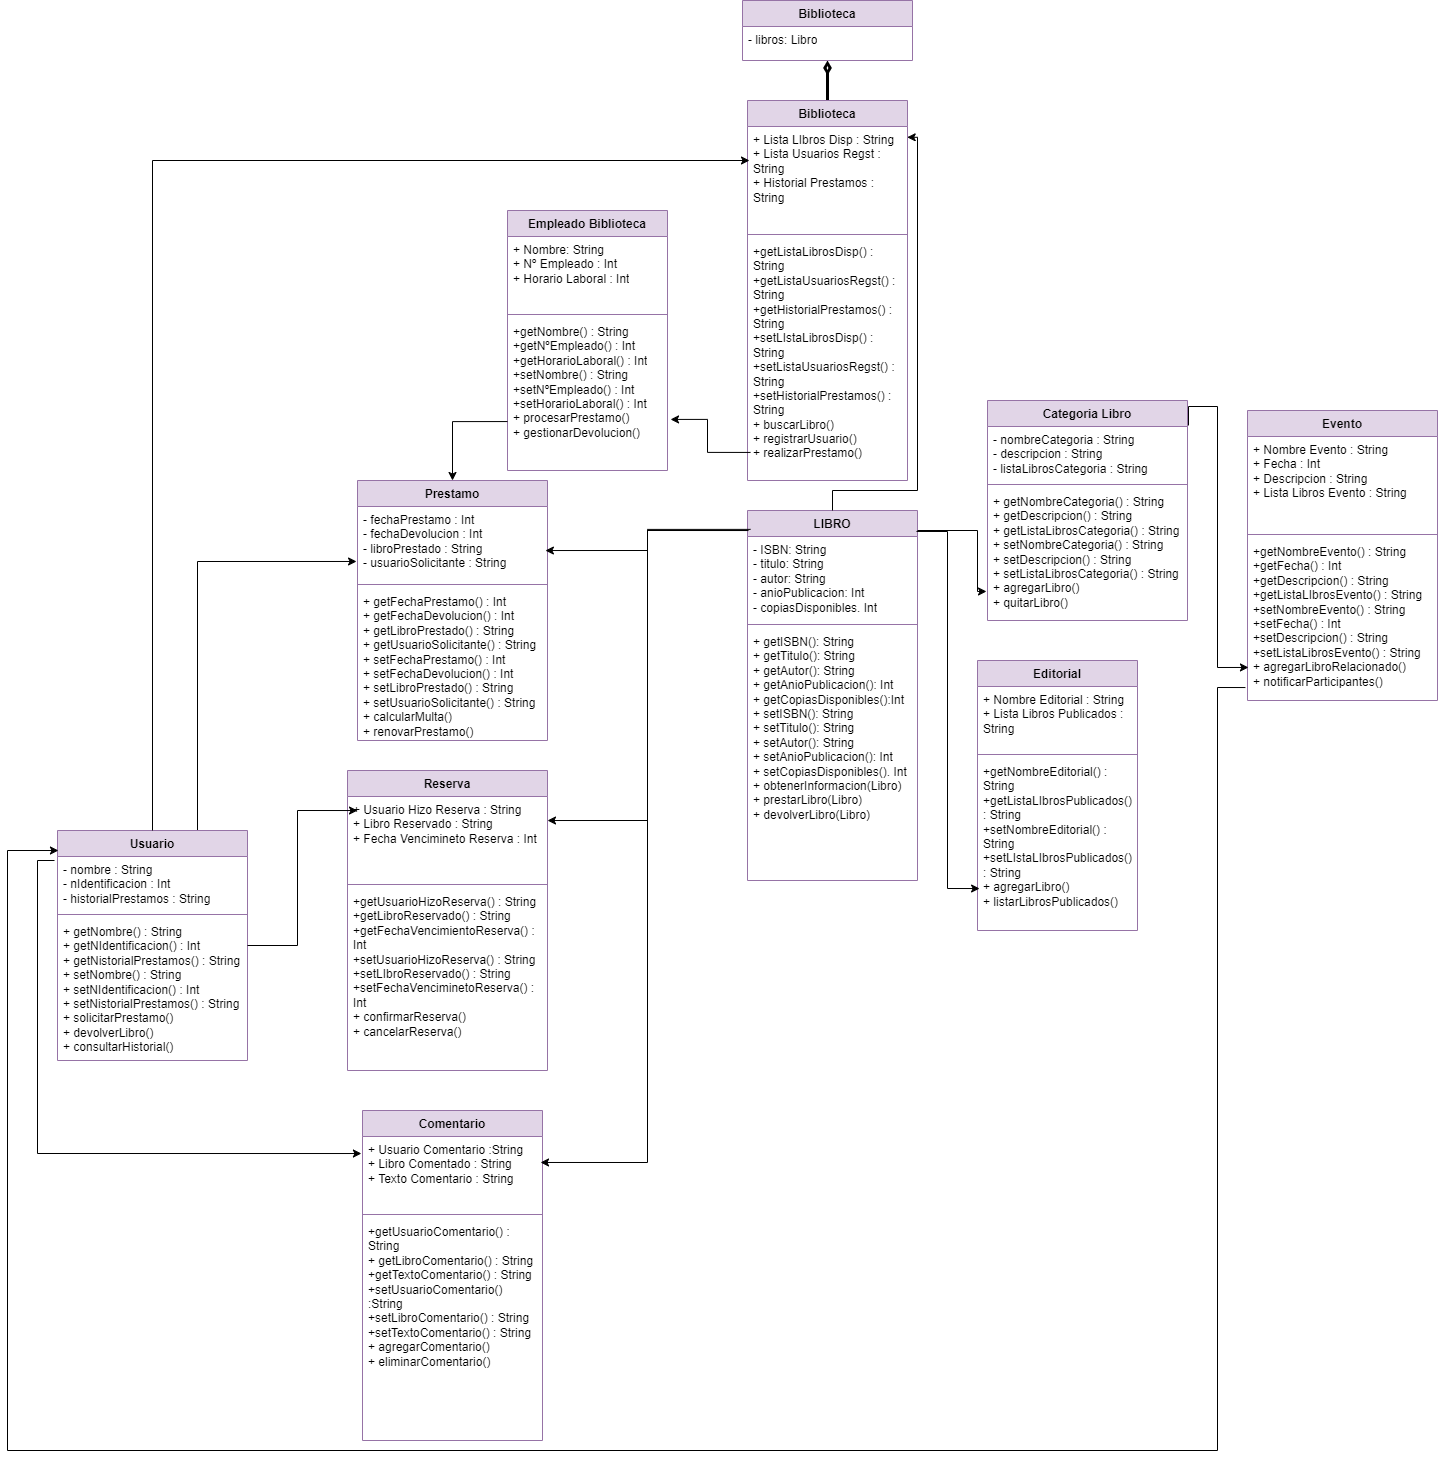 Biblioteca
- libros: Libro
Biblioteca
+ Lista LIbros Disp : String
+ Lista Usuarios Regst :
String
+ Historial Prestamos :
String
+getListaLibrosDisp() :
String
+getListaUsuariosRegst() :
String
+getHistorialPrestamos() :
String
+setLIstaLibrosDisp() :
String
+setListaUsuariosRegst() :
String
+setHistorialPrestamos() :
String
+ buscarLibro()
+ registrarUsuario()
+ realizarPrestamo()
Empleado Biblioteca
+ Nombre: String
+ Nº Empleado : Int
+ Horario Laboral : Int
+getNombre() : String
+getNºEmpleado() : Int
+getHorarioLaboral() : Int
+setNombre() : String
+setNºEmpleado() : Int
+setHorarioLaboral() : Int
+ procesarPrestamo()
+ gestionarDevolucion()
Categoria Libro
- nombreCategoria : String
- descripcion : String
- listaLibrosCategoria : String
+ getNombreCategoria() : String
+ getDescripcion() : String
+ getListaLibrosCategoria() : String
+ setNombreCategoria() : String
+ setDescripcion() : String
+ setListaLibrosCategoria() : String
+ agregarLibro()
+ quitarLibro()
Evento
+ Nombre Evento : String
+ Fecha : Int
+ Descripcion : String
+ Lista Libros Evento : String
+getNombreEvento() : String
+getFecha() : Int
+getDescripcion() : String
+getListaLIbrosEvento() : String
+setNombreEvento() : String
+setFecha() : Int
+setDescripcion() : String
+setListaLibrosEvento() : String
+ agregarLibroRelacionado()
+ notificarParticipantes()
Prestamo
- fechaPrestamo : Int
- fechaDevolucion : Int
- libroPrestado : String
- usuarioSolicitante : String
+ getFechaPrestamo() : Int
+ getFechaDevolucion() : Int
+ getLibroPrestado() : String
+ getUsuarioSolicitante() : String
+ setFechaPrestamo() : Int
+ setFechaDevolucion() : Int
+ setLibroPrestado() : String
+ setUsuarioSolicitante() : String
+ calcularMulta()
+ renovarPrestamo()
LIBRO
- ISBN: String
- titulo: String
- autor: String
- anioPublicacion: Int
- copiasDisponibles. Int
+ getISBN(): String
+ getTitulo(): String
+ getAutor(): String
+ getAnioPublicacion(): Int
+ getCopiasDisponibles():Int
+ setISBN(): String
+ setTitulo(): String
+ setAutor(): String
+ setAnioPublicacion(): Int
+ setCopiasDisponibles(). Int
+ obtenerInformacion(Libro)
+ prestarLibro(Libro)
+ devolverLibro(Libro)
Editorial
+ Nombre Editorial : String
+ Lista Libros Publicados :
String
+getNombreEditorial() :
String
+getListaLIbrosPublicados()
: String
+setNombreEditorial() :
String
+setLIstaLIbrosPublicados()
: String
+ agregarLibro()
+ listarLibrosPublicados()
Reserva
+ Usuario Hizo Reserva : String
+ Libro Reservado : String
+ Fecha Vencimineto Reserva : Int
+getUsuarioHizoReserva() : String
+getLibroReservado() : String
+getFechaVencimientoReserva() :
Int
+setUsuarioHizoReserva() : String
+setLIbroReservado() : String
+setFechaVenciminetoReserva() :
Int
+ confirmarReserva()
+ cancelarReserva()
Usuario
- nombre : String
- nIdentificacion : Int
- historialPrestamos : String
+ getNombre() : String
+ getNIdentificacion() : Int
+ getNistorialPrestamos() : String
+ setNombre() : String
+ setNIdentificacion() : Int
+ setNistorialPrestamos() : String
+ solicitarPrestamo()
+ devolverLibro()
+ consultarHistorial()
Comentario
+ Usuario Comentario :String
+ Libro Comentado : String
+ Texto Comentario : String
+getUsuarioComentario() :
String
+ getLibroComentario() : String
+getTextoComentario() : String
+setUsuarioComentario()
:String
+setLibroComentario() : String
+setTextoComentario() : String
+ agregarComentario()
+ eliminarComentario()